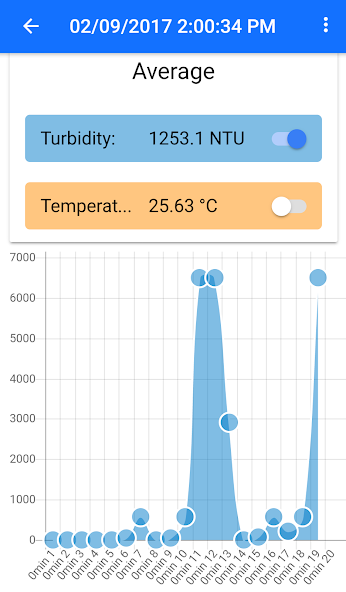 02/09/2017 2:00:34 PM
Average
Turbidity: 1253.1 NTU
Temperat... 25.63 °C
7000
6000
5000
4000
3000
2000
1000
0
0min 1
0min 2
0min 3
0min 4
0min 5
0min 6
0min 7
0min 8
0min 9
0min 10
0min 11
0min 12
0min 13
0min 14
0min 15
0min 16
0min 17
0min 18
0min 19
0min 20